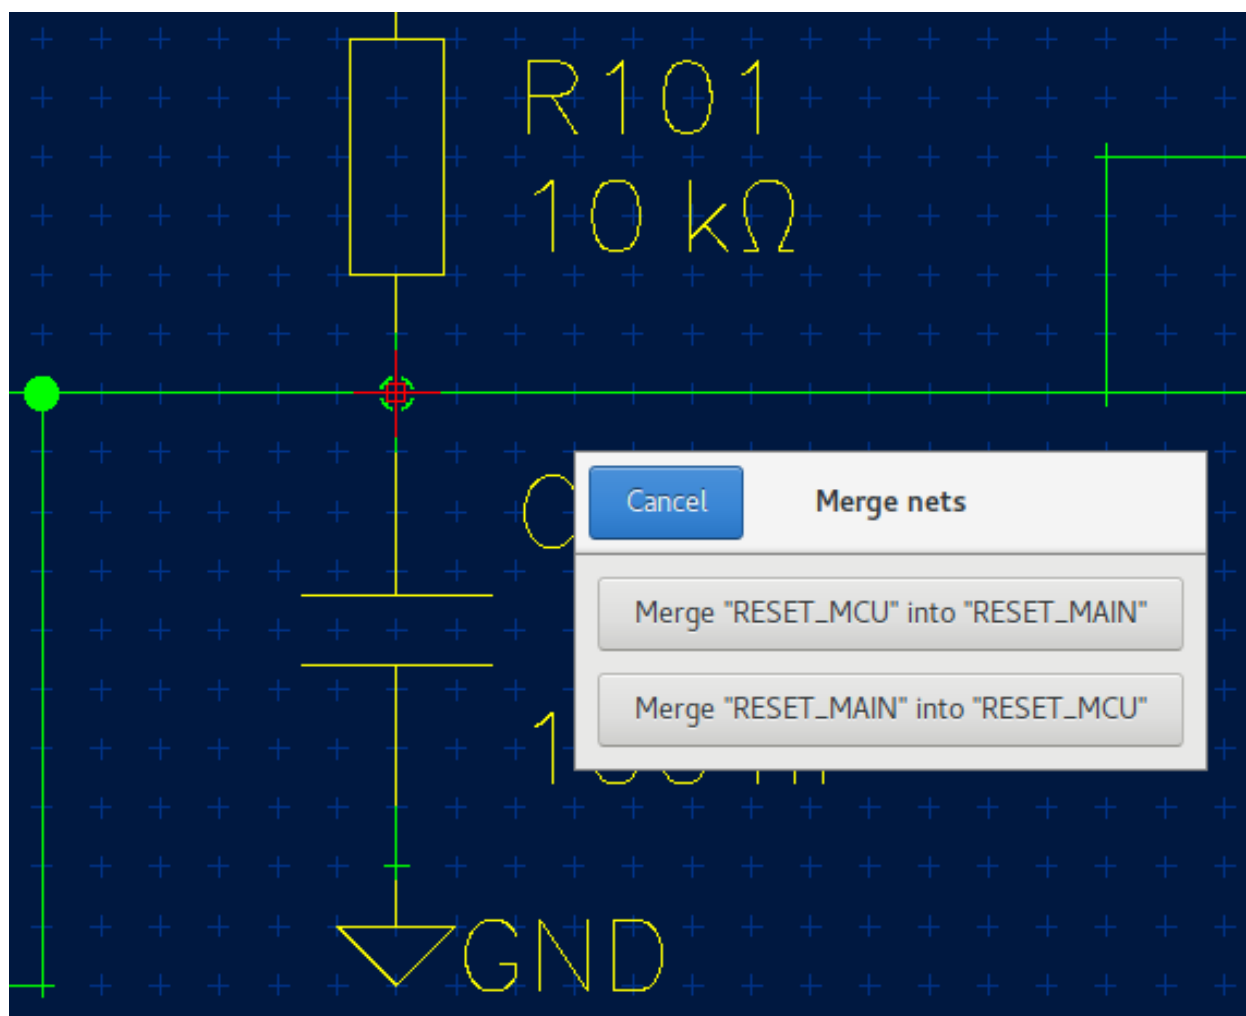 R101
10 kΩ
Cancel
Merge nets
Merge "RESET_MCU" into "RESET_MAIN"
Merge "RESET_MAIN" into "RESET_MCU"
GND